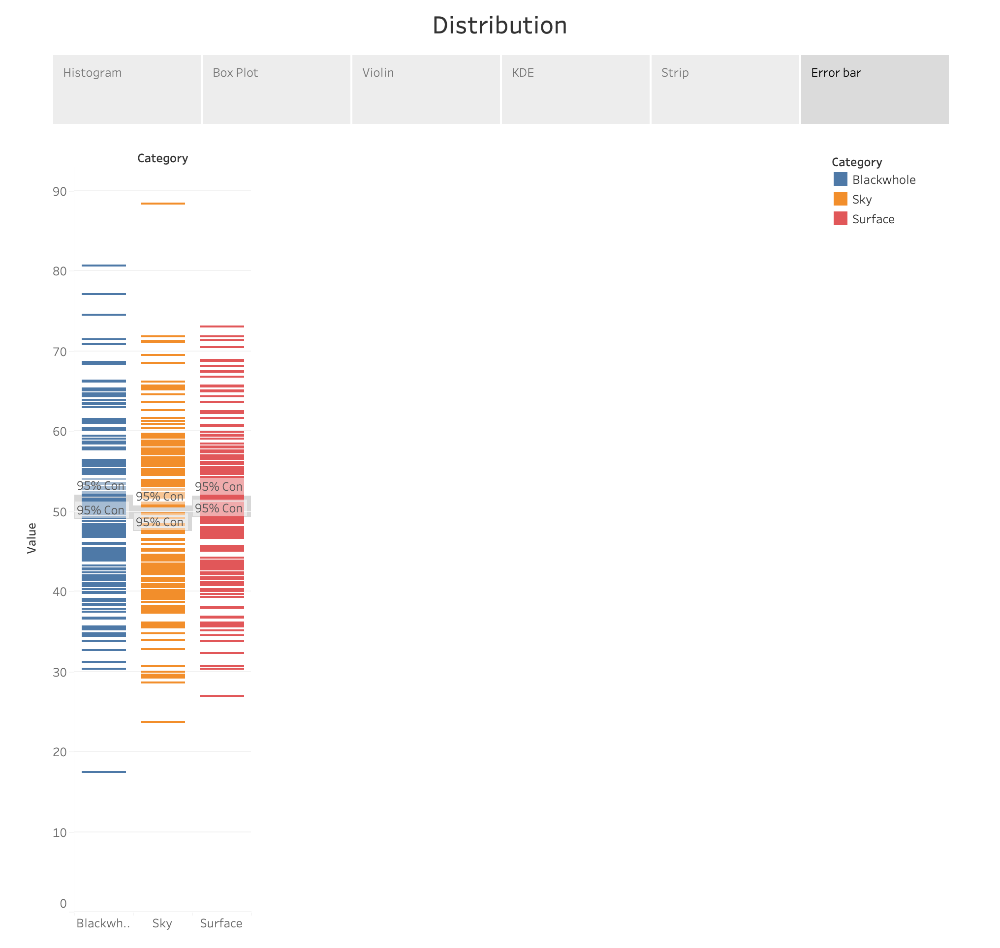 Distribution
Histogram
Box Plot
Violin
KDE
Strip
Error bar
Category
Category
Blackwhole
Sky
Surface
90
80
70
60
50
40
30
20
10
0
Value
95% Con
95% Con
95% Con
95% Con
95% Con
95% Con
Blackwh..
Sky
Surface